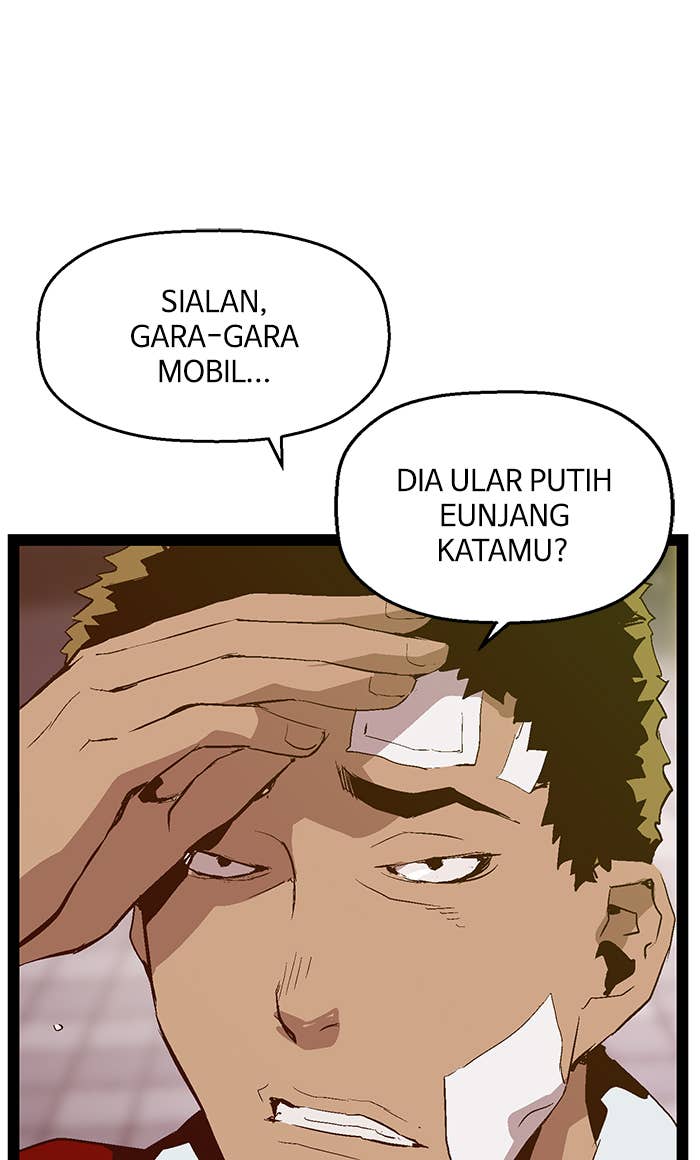 SIALAN,
GARA-GARA
MOBIL...
DIA ULAR PUTIH
EUNJANG
KATAMU?